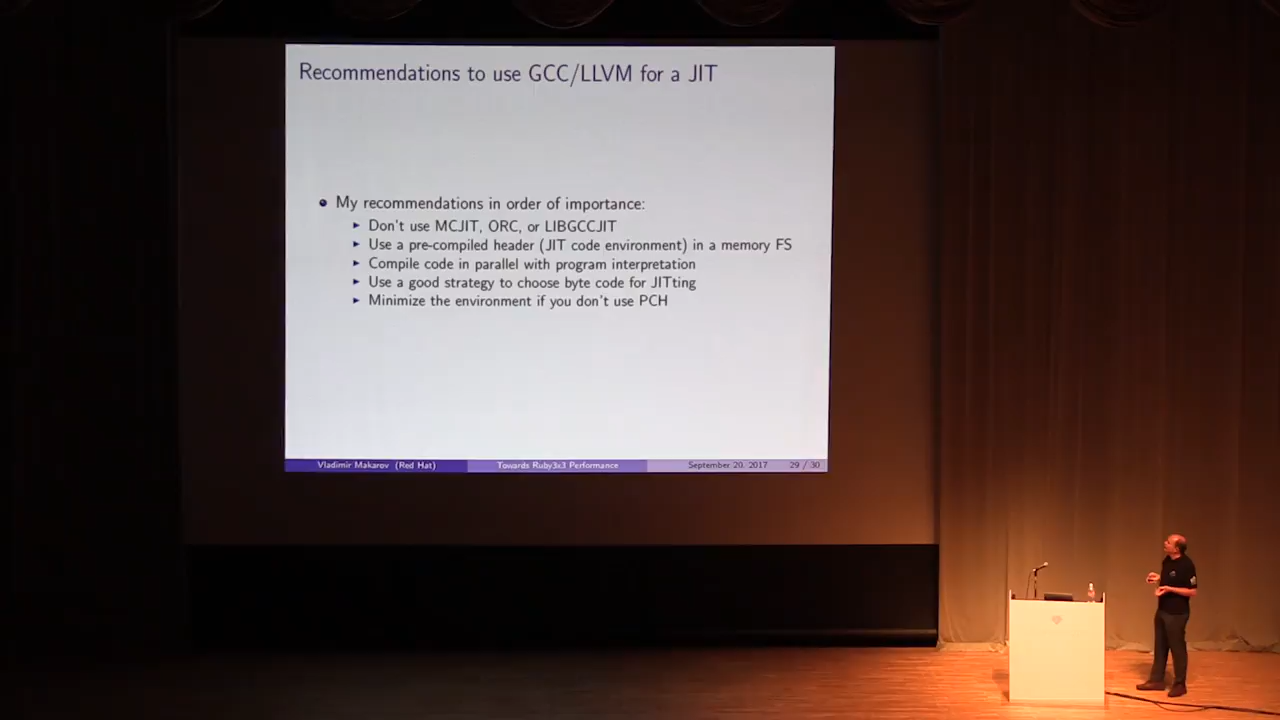 Recommendations to use GCC/LLVM for a JIT
My recommendations in order of importance:
Don't use MCJIT, ORC, or LIBGCCJIT
Use a pre-compiled header (JIT code environment) in a memory FS
Compile code in parallel with program interpretation
Use a good strategy to choose byte code for JITting
Minimize the environment if you don't use PCH
Vladimir Makarov (Red Hat) Towards Ruby3x3 Performance September 20, 2017 29 / 30